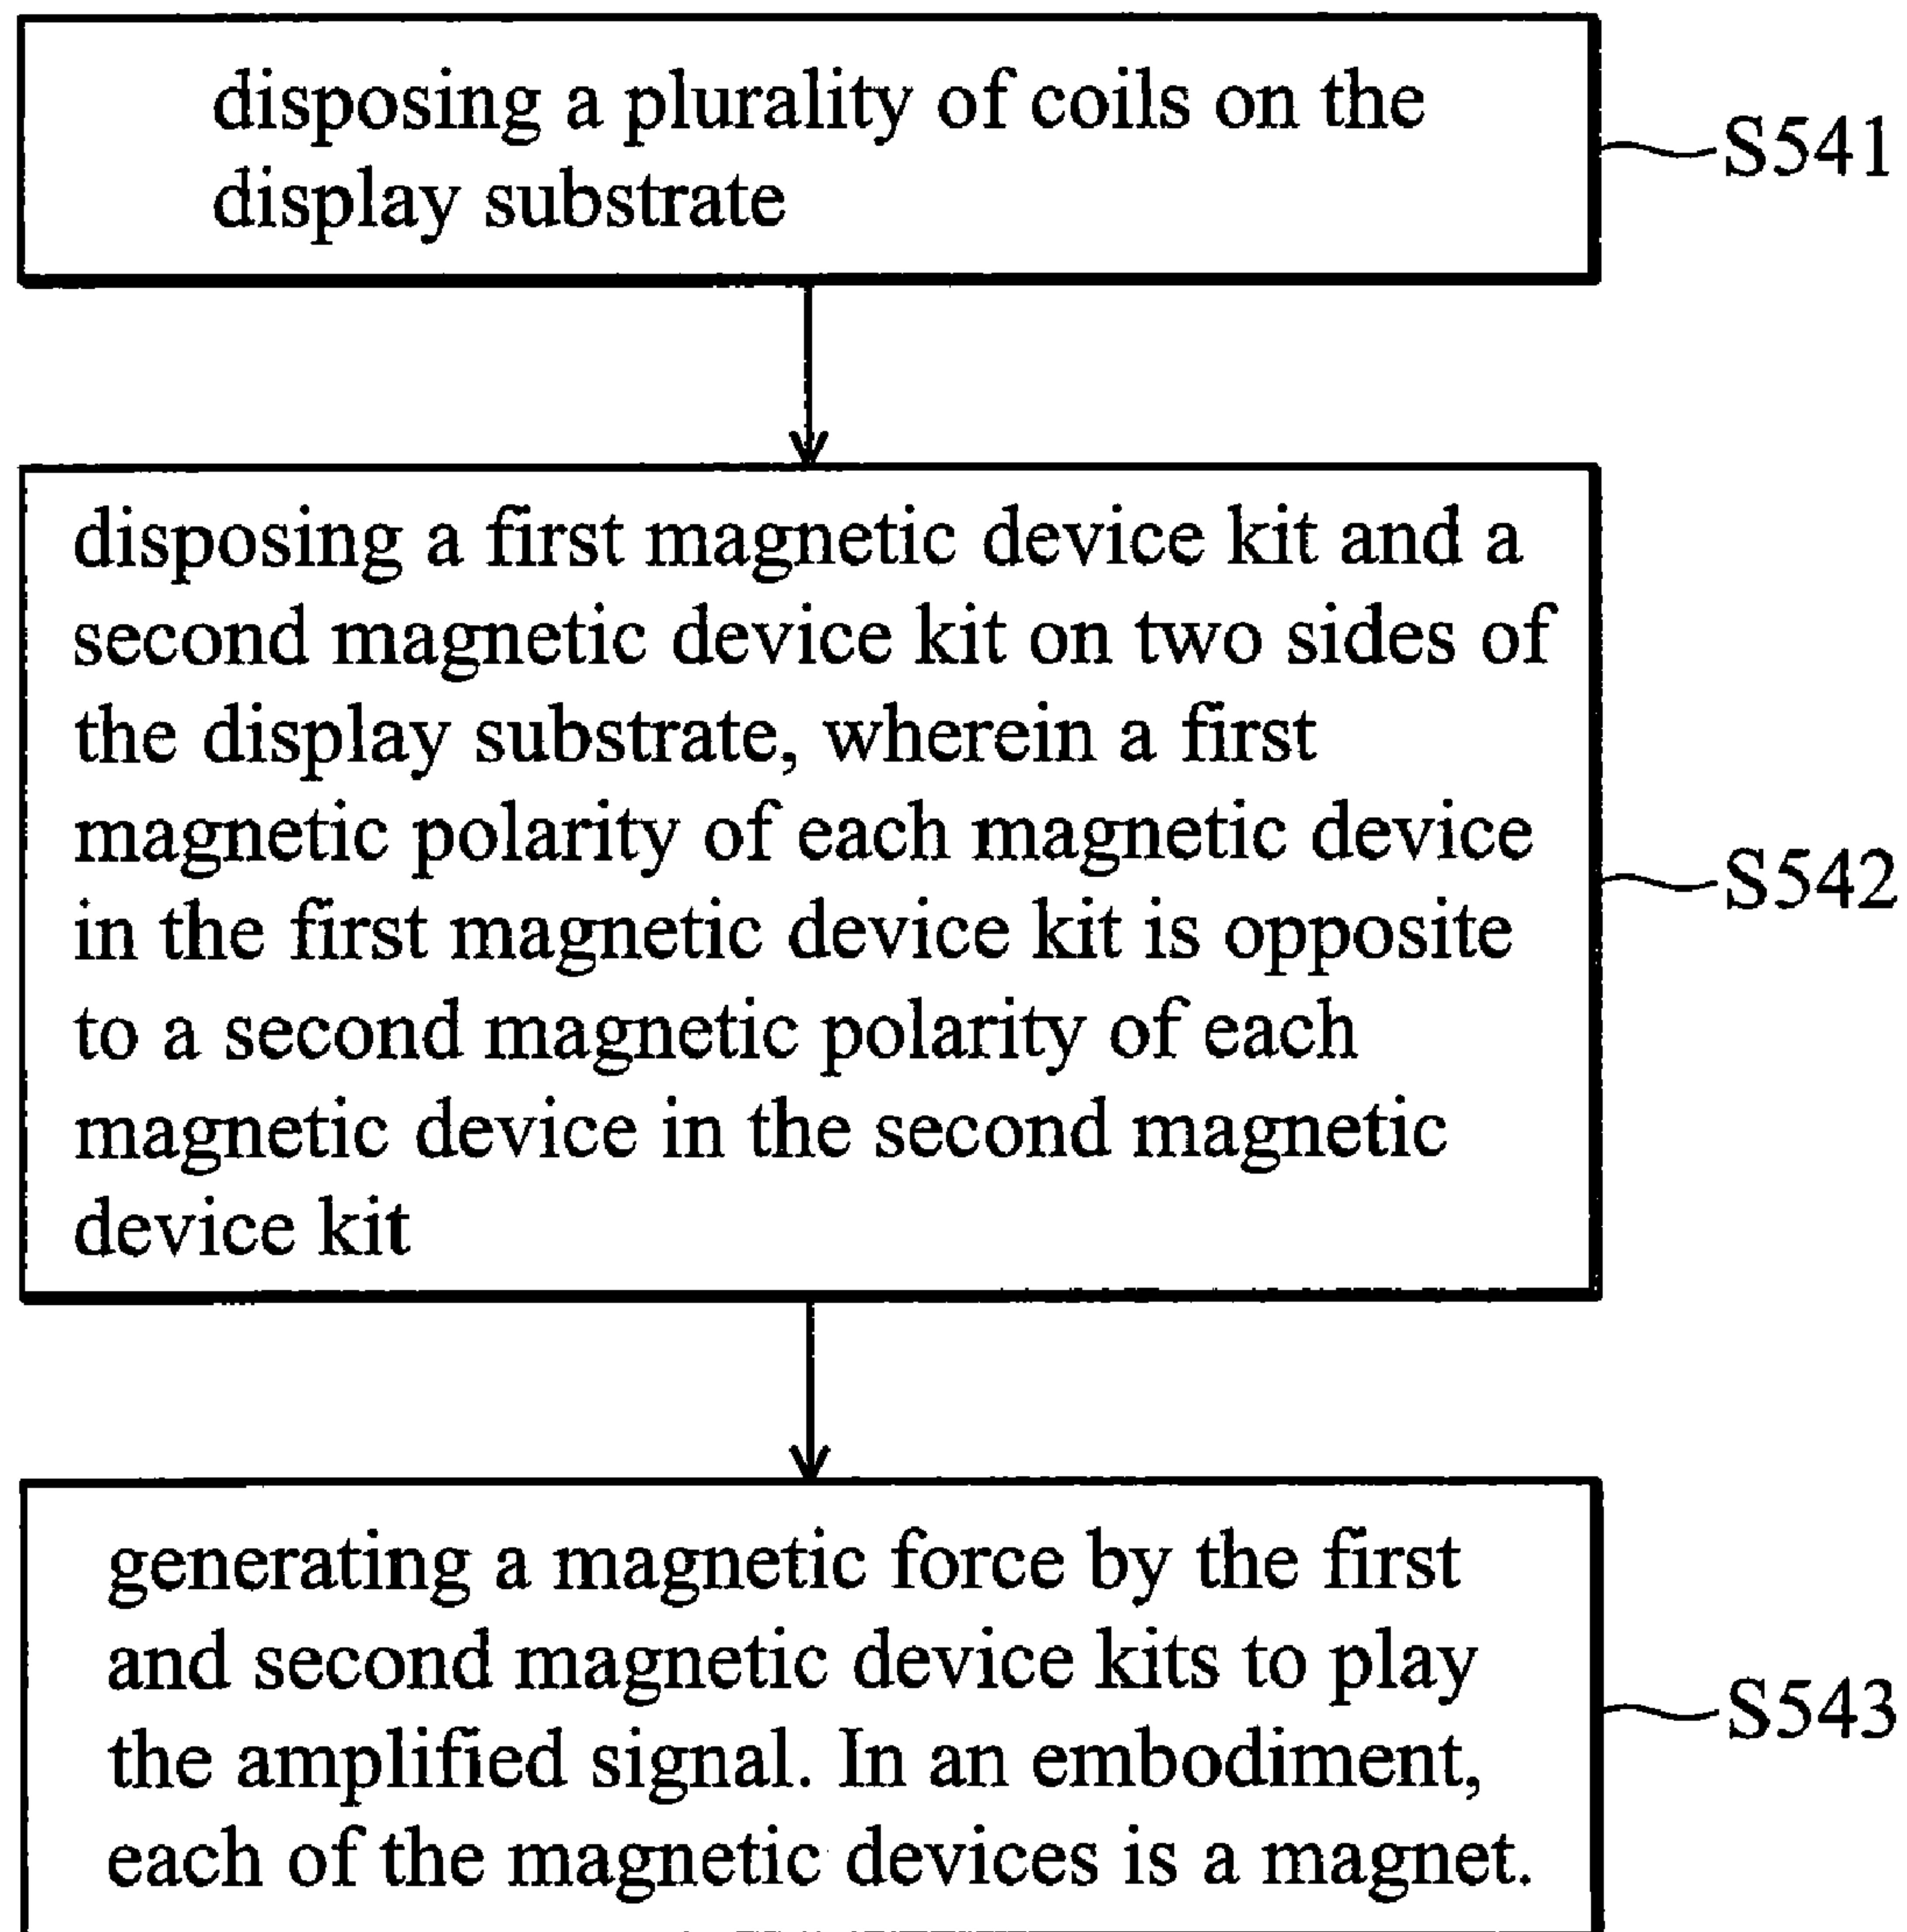 disposing a plurality of coils on the
display substrate
S541
disposing a first magnetic device kit and a
second magnetic device kit on two sides of
the display substrate, wherein a first
magnetic polarity of each magnetic device
in the first magnetic device kit is opposite
to a second magnetic polarity of each
magnetic device in the second magnetic
device kit
S542
generating a magnetic force by the first
and second magnetic device kits to play
the amplified signal. In an embodiment,
each of the magnetic devices is a magnet.
S543